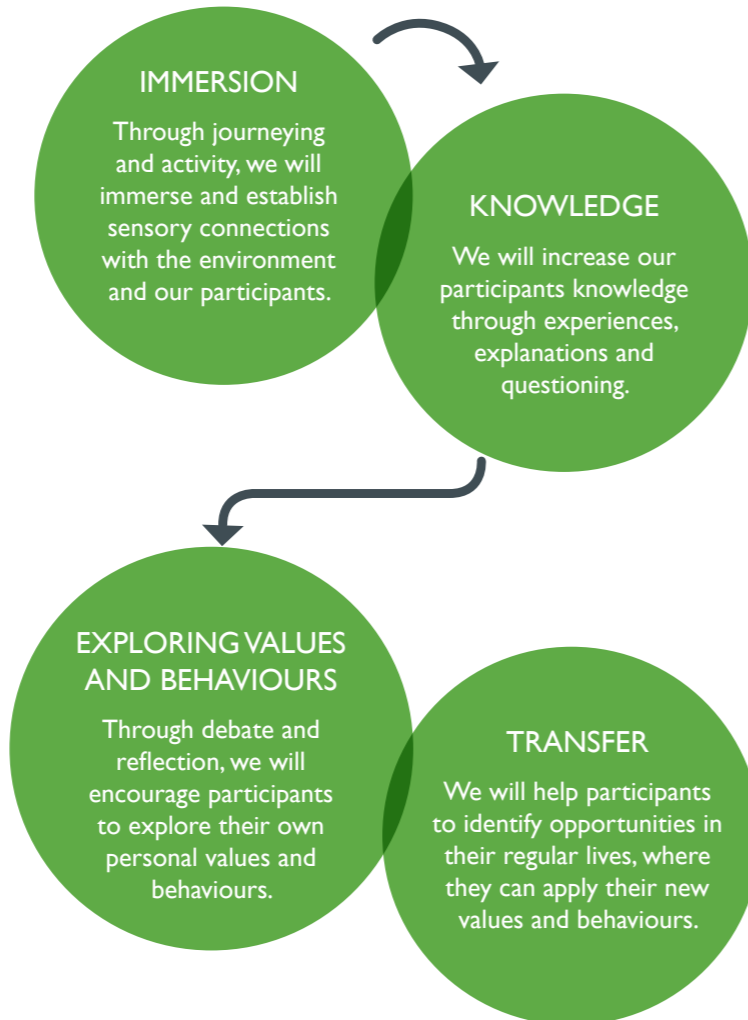 IMMERSION
Through journeying
and activity, we will
immerse and establish
sensory connections
with the environment
and our participants.
KNOWLEDGE
We will increase our
participants knowledge
through experiences,
explanations and
questioning.
EXPLORING VALUES
AND BEHAVIOURS
Through debate and
reflection, we will
encourage participants
to explore their own
personal values and
behaviours.
TRANSFER
We will help participants
to identify opportunities in
their regular lives, where
they can apply their new
values and behaviours.